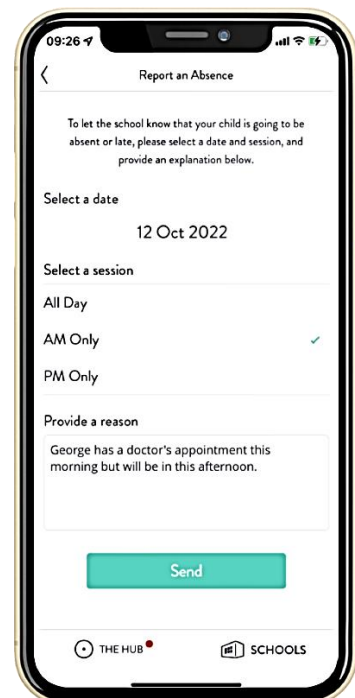 09:26
Report an Absence
To let the school know that your child is going to be
absent or late, please select a date and session, and
provide an explanation below.
Select a date
12 Oct 2022
Select a session
All Day
AM Only
PM Only
Provide a reason
George has a doctor's appointment this
morning but will be in this afternoon.
Send
THE HUB
SCHOOLS